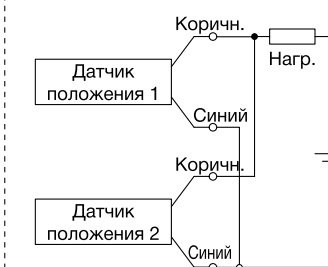 Коричн.
Нагр.
Датчик
положения 1
Синий
Коричн.
Датчик
положения 2
Синий